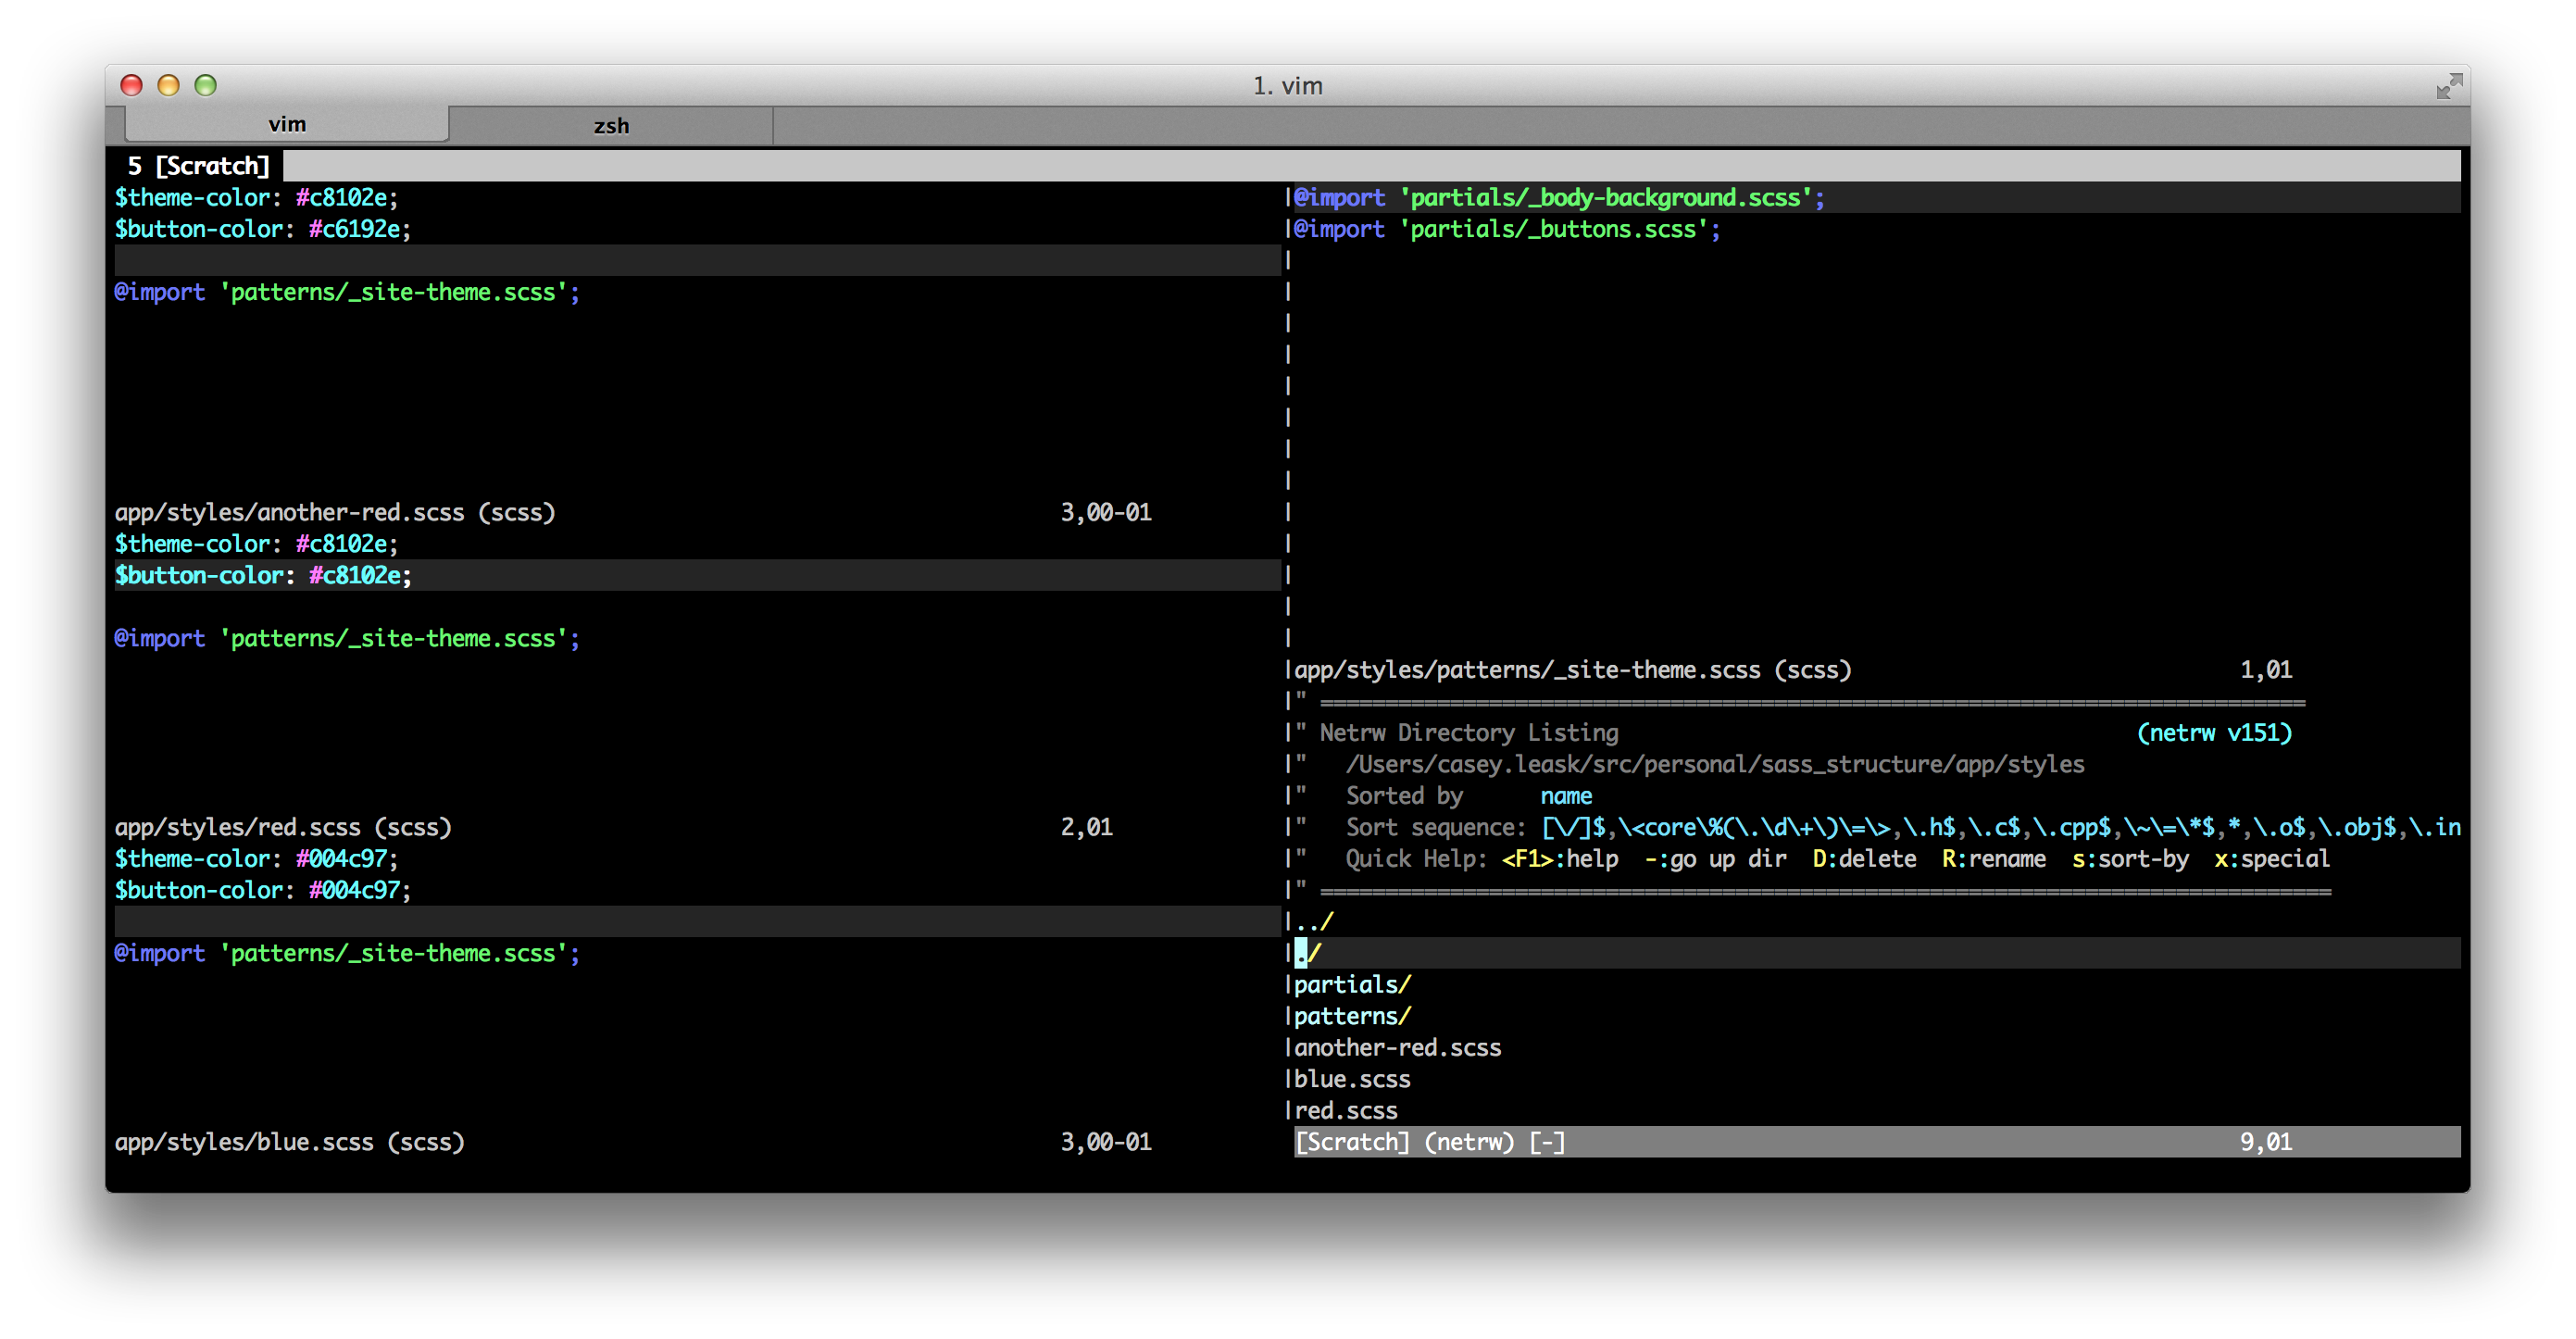 1. vim
vim
zsh
5 [Scratch]
$theme-color: #c8102e;
$button-color: #c6192e;
@import 'patterns/_site-theme.scss';
app/styles/another-red.scss (scss) 3,00-01
$theme-color: #c8102e;
$button-color: #c8102e;
@import 'patterns/_site-theme.scss';
app/styles/red.scss (scss) 2,01
$theme-color: #004c97;
$button-color: #004c97;
@import 'patterns/_site-theme.scss';
app/styles/blue.scss (scss) 3,00-01
@import 'partials/_body-background.scss';
@import 'partials/_buttons.scss';
app/styles/patterns/_site-theme.scss (scss) 1,01
" ============================================================================
" Netrw Directory Listing (netrw v151)
" /Users/casey.leask/src/personal/sass_structure/app/styles
" Sorted by name
" Sort sequence: [\/]$,\<core\%(\.\d\+\)\=\>,\.h$,\.c$,\.cpp$,\~\=\*$,*,\.o$,\.obj$,\.in
" Quick Help: <F1>:help -:go up dir D:delete R:rename s:sort-by x:special
" ==============================================================================
../
./
partials/
patterns/
another-red.scss
blue.scss
red.scss
[Scratch] (netrw) [-] 9,01